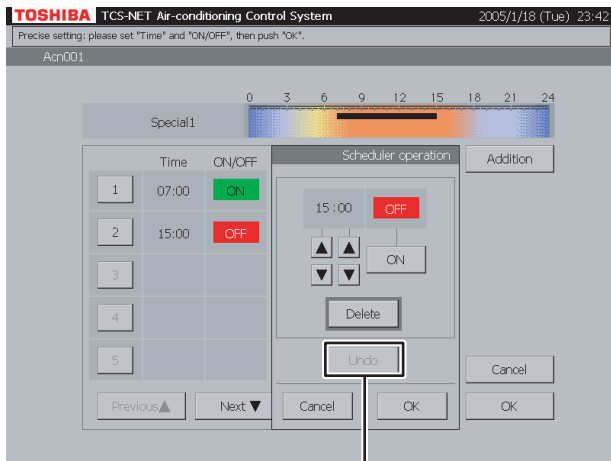 TOSHIBA TCS-NET Air-conditioning Control System 2005/1/18 (Tue) 23:42
Precise setting: please set "Time" and "ON/OFF", then push "OK".
Acn001
0 3 6 9 12 15 18 21 24
Special1
Time ON/OFF
Scheduler operation
Addition
1 07:00 ON
15:00 OFF
2 15:00 OFF
▲ ▲ ON
▼ ▼
3
4
Delete
5
Undo
Cancel
Previous▲ Next▼ Cancel OK OK